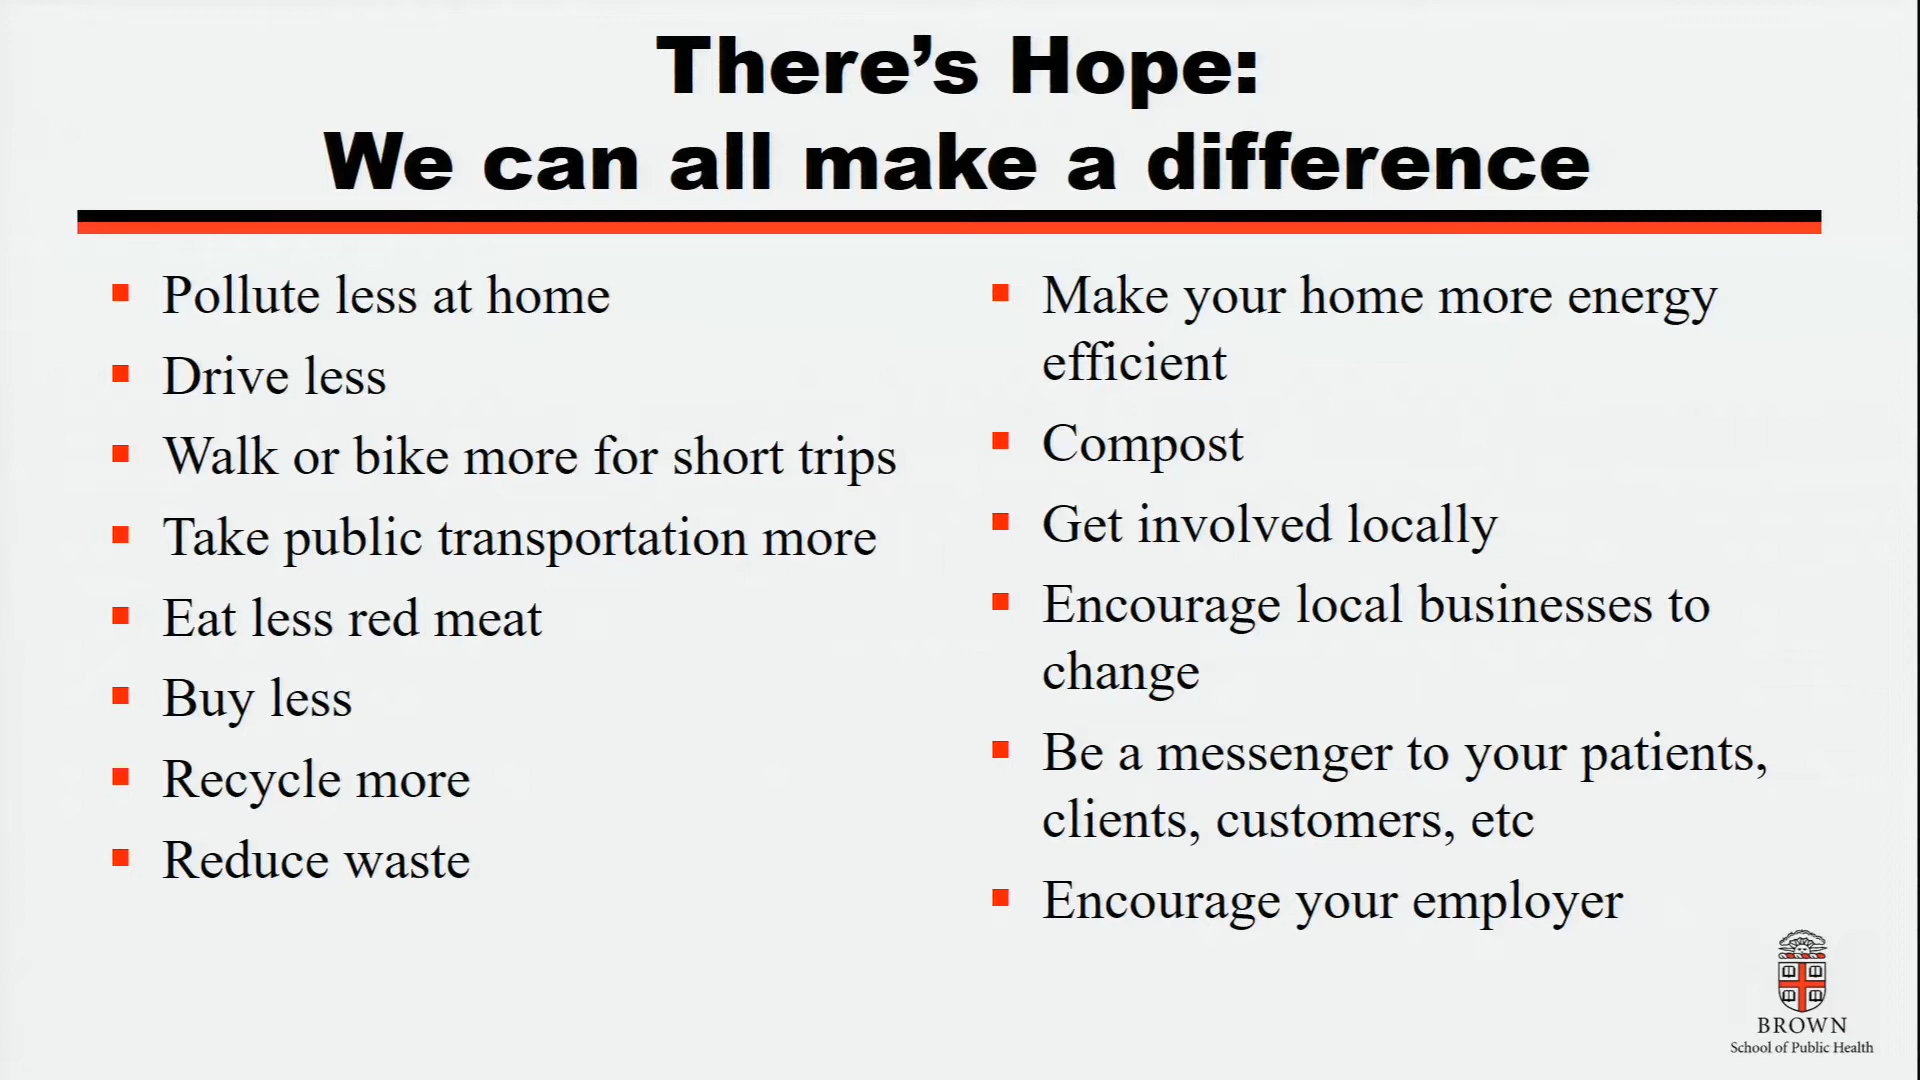 There’s Hope:
We can all make a difference
Pollute less at home
Drive less
Walk or bike more for short trips
Take public transportation more
Eat less red meat
Buy less
Recycle more
Reduce waste
Make your home more energy
efficient
Compost
Get involved locally
Encourage local businesses to
change
Be a messenger to your patients,
clients, customers, etc
Encourage your employer
BROWN
School of Public Health